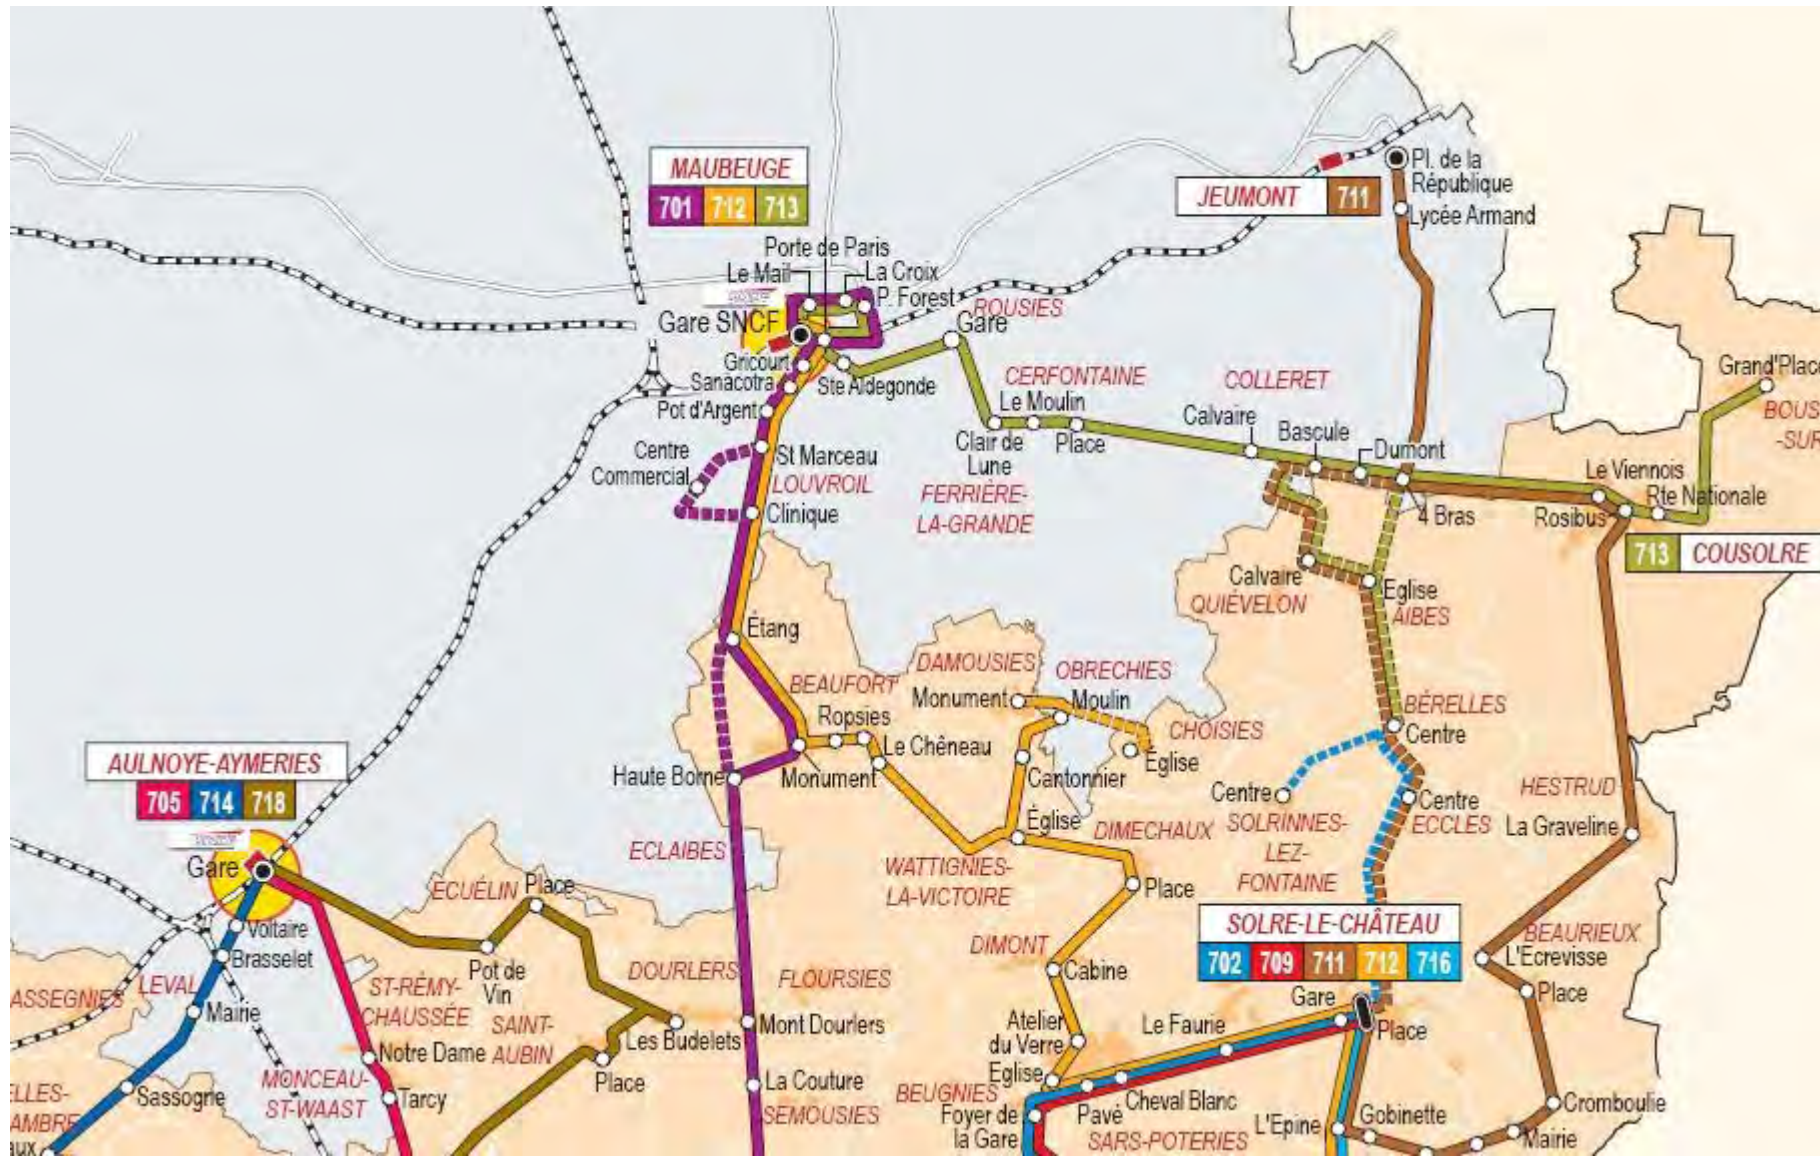 MAUBEUGE
701 712 713
Pl. de la
République
JEUMONT 711
Lycée Armand
Porte de Paris
Le Mail
La Croix
P. Forest
ROUSIES
Gare SNCF
Gare
Gricourt
Sanacotra
Ste Aldegonde
Pot d'Argent
CERFONTAINE
COLLERET
Grand'Place
BOUS
-SUR
Le Moulin
Calvaire
Bascule
Dumont
Clair de
Lune
Place
Centre
Commercial
St Marceau
LOUVROIL
Clinique
FERRIÈRE-
LA-GRANDE
Le Viennois
Rte Nationale
4 Bras
Rosibus
713 COUSOLRE
Calvaire
QUIÉVELON
Eglise
AIBES
Étang
DAMOUSIES
OBRECHIES
BEAUFORT
Monument
Moulin
BÉRELLES
Centre
Ropsies
Le Chêneau
CHOISIES
Église
Haute Borne
Monument
Cantonnier
AULNOYE-AYMERIES
705 714 718
Centre
SOLRINNES-
LEZ-
FONTAINE
Centre
ECCLES
HESTRUD
La Graveline
Église
DIMECHAUX
ECLAIBES
WATTIGNIES-
LA-VICTOIRE
Place
Gare
ECUÉLIN
Place
SOLRE-LE-CHÂTEAU
702 709 711 712 716
Voltaire
Brasselet
BEAURIEUX
L'Ecrevisse
Place
DIMONT
Cabine
Pot de
Vin
DOURLERS
FLOURSIES
LEVAL
ASSEGNIES
Mairie
ST-RÉMY-
CHAUSSÉE
SAINT-
AUBIN
Gare
Place
Les Budelets
Mont Dourlers
Atelier
du Verre
Le Faurie
Notre Dame
Place
MONCEAU-
ST-WAAST
Tarcy
Sassogne
ELLES-
AMBRE
aux
La Couture
SEMOUSIES
Eglise
BEUGNIES
Foyer de
la Gare
Pavé
Cheval Blanc
SARS-POTERIES
L'Epine
Gobinette
Cromboulie
Mairie